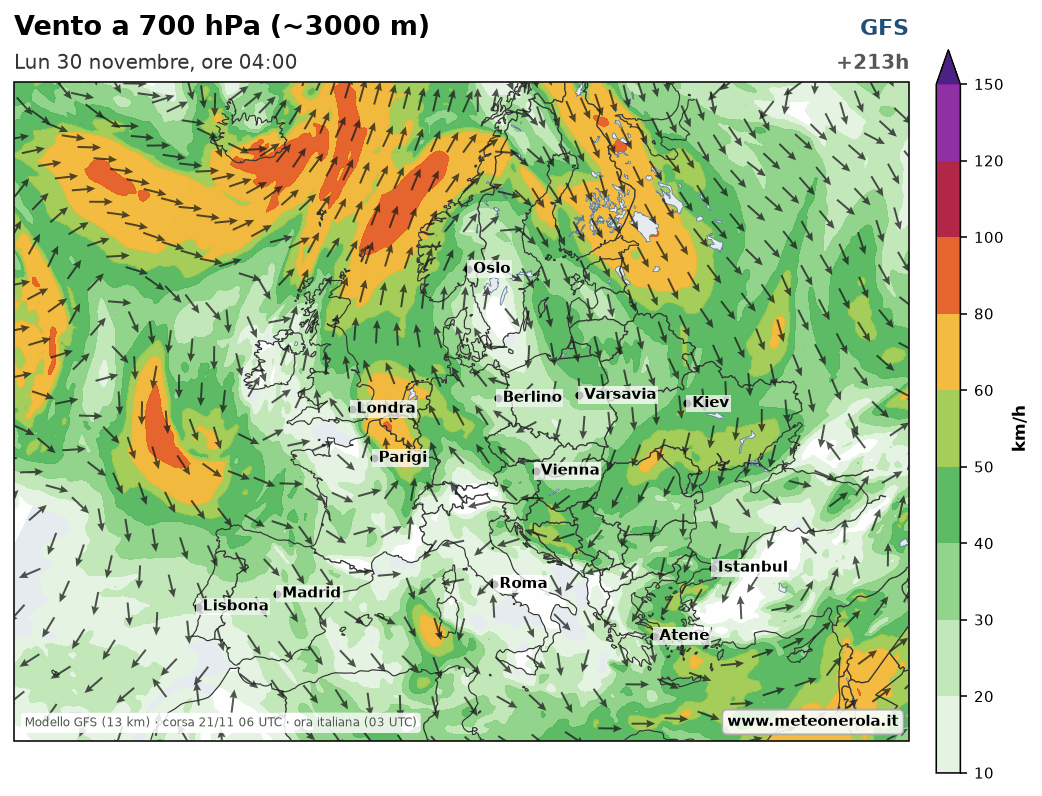 Vento a 700 hPa (~3000 m)
GFS
Lun 30 novembre, ore 04:00
+213h
150
120
100
80
60
50
40
30
20
10
km/h
Oslo
Berlino
Varsavia
Kiev
Londra
Parigi
Vienna
Istanbul
Roma
Madrid
Lisbona
Atene
Modello GFS (13 km) · corsa 21/11 06 UTC · ora italiana (03 UTC)
www.meteonerola.it